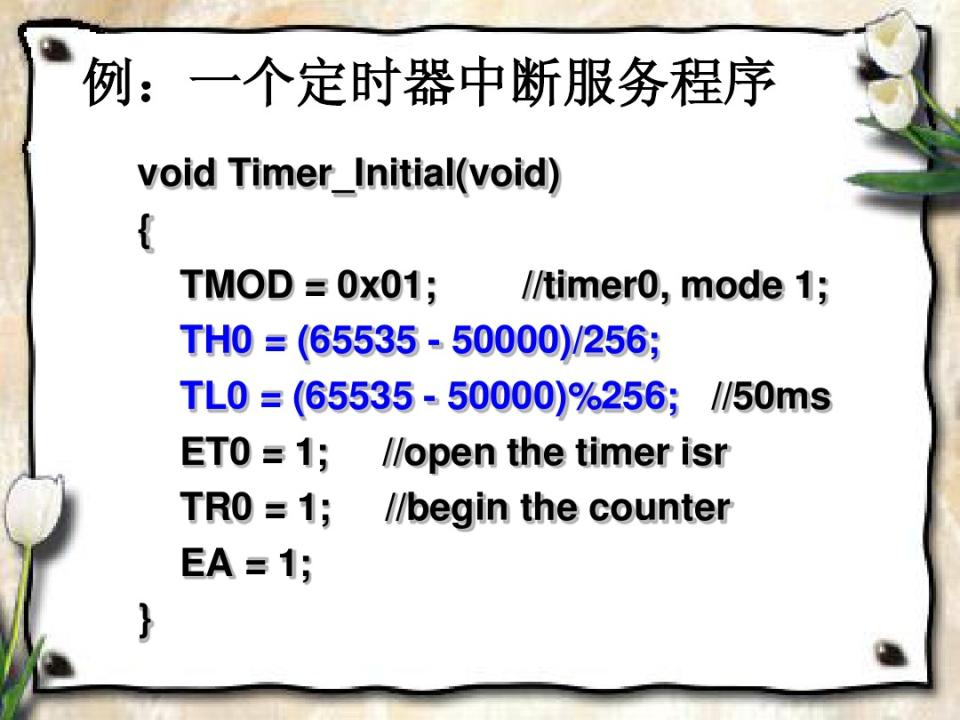 例：一个定时器中断服务程序
void Timer_Initial(void)
{
TMOD = 0x01; //timer0, mode 1;
TH0 = (65535 - 50000)/256;
TL0 = (65535 - 50000)%256; //50ms
ET0 = 1; //open the timer isr
TR0 = 1; //begin the counter
EA = 1;
}